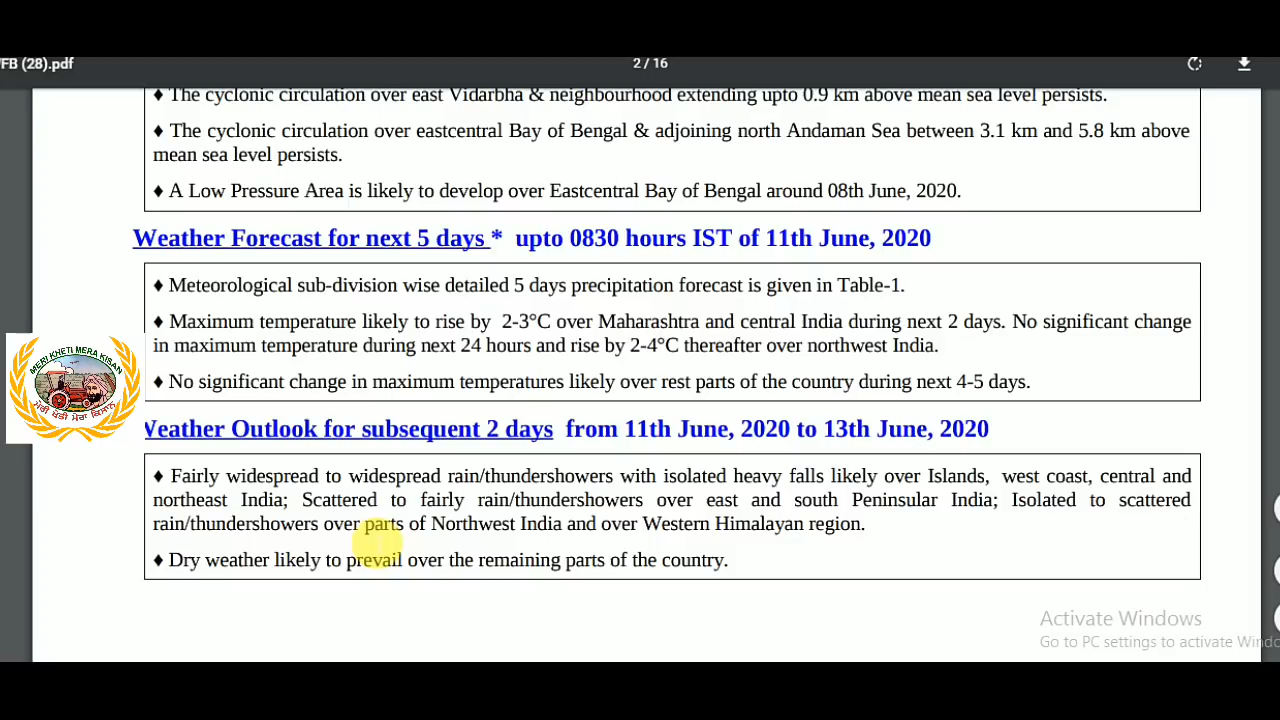 FB (28).pdf
2 / 16
♦ The cyclonic circulation over east Vidarbha & neighbourhood extending upto 0.9 km above mean sea level persists.
♦ The cyclonic circulation over eastcentral Bay of Bengal & adjoining north Andaman Sea between 3.1 km and 5.8 km above
mean sea level persists.
♦ A Low Pressure Area is likely to develop over Eastcentral Bay of Bengal around 08th June, 2020.
Weather Forecast for next 5 days * upto 0830 hours IST of 11th June, 2020
♦ Meteorological sub-division wise detailed 5 days precipitation forecast is given in Table-1.
♦ Maximum temperature likely to rise by 2-3°C over Maharashtra and central India during next 2 days. No significant change
in maximum temperature during next 24 hours and rise by 2-4°C thereafter over northwest India.
♦ No significant change in maximum temperatures likely over rest parts of the country during next 4-5 days.
MERI KHETI MERA KISAN
ਮੇਰੀ ਖੇਤੀ ਮੇਰਾ ਕਿਸਾਨ
Weather Outlook for subsequent 2 days from 11th June, 2020 to 13th June, 2020
♦ Fairly widespread to widespread rain/thundershowers with isolated heavy falls likely over Islands, west coast, central and
northeast India; Scattered to fairly rain/thundershowers over east and south Peninsular India; Isolated to scattered
rain/thundershowers over parts of Northwest India and over Western Himalayan region.
♦ Dry weather likely to prevail over the remaining parts of the country.
Activate Windows
Go to PC settings to activate Windo